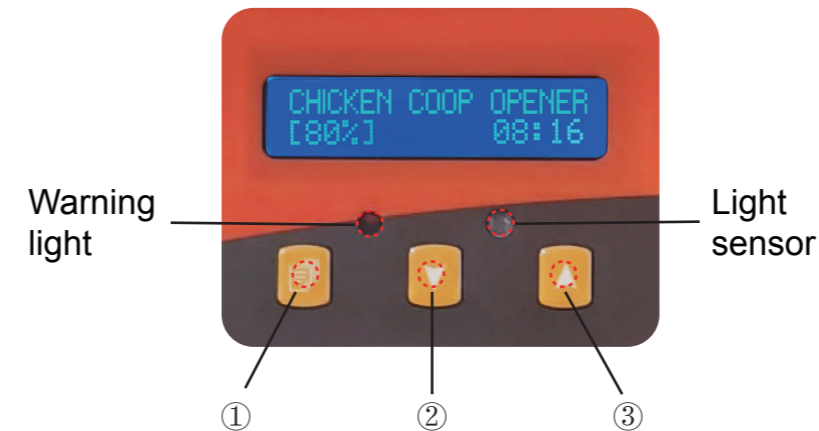 CHICKEN COOP OPENER
[80%] 08:16
Warning
light
Light
sensor
① ② ③